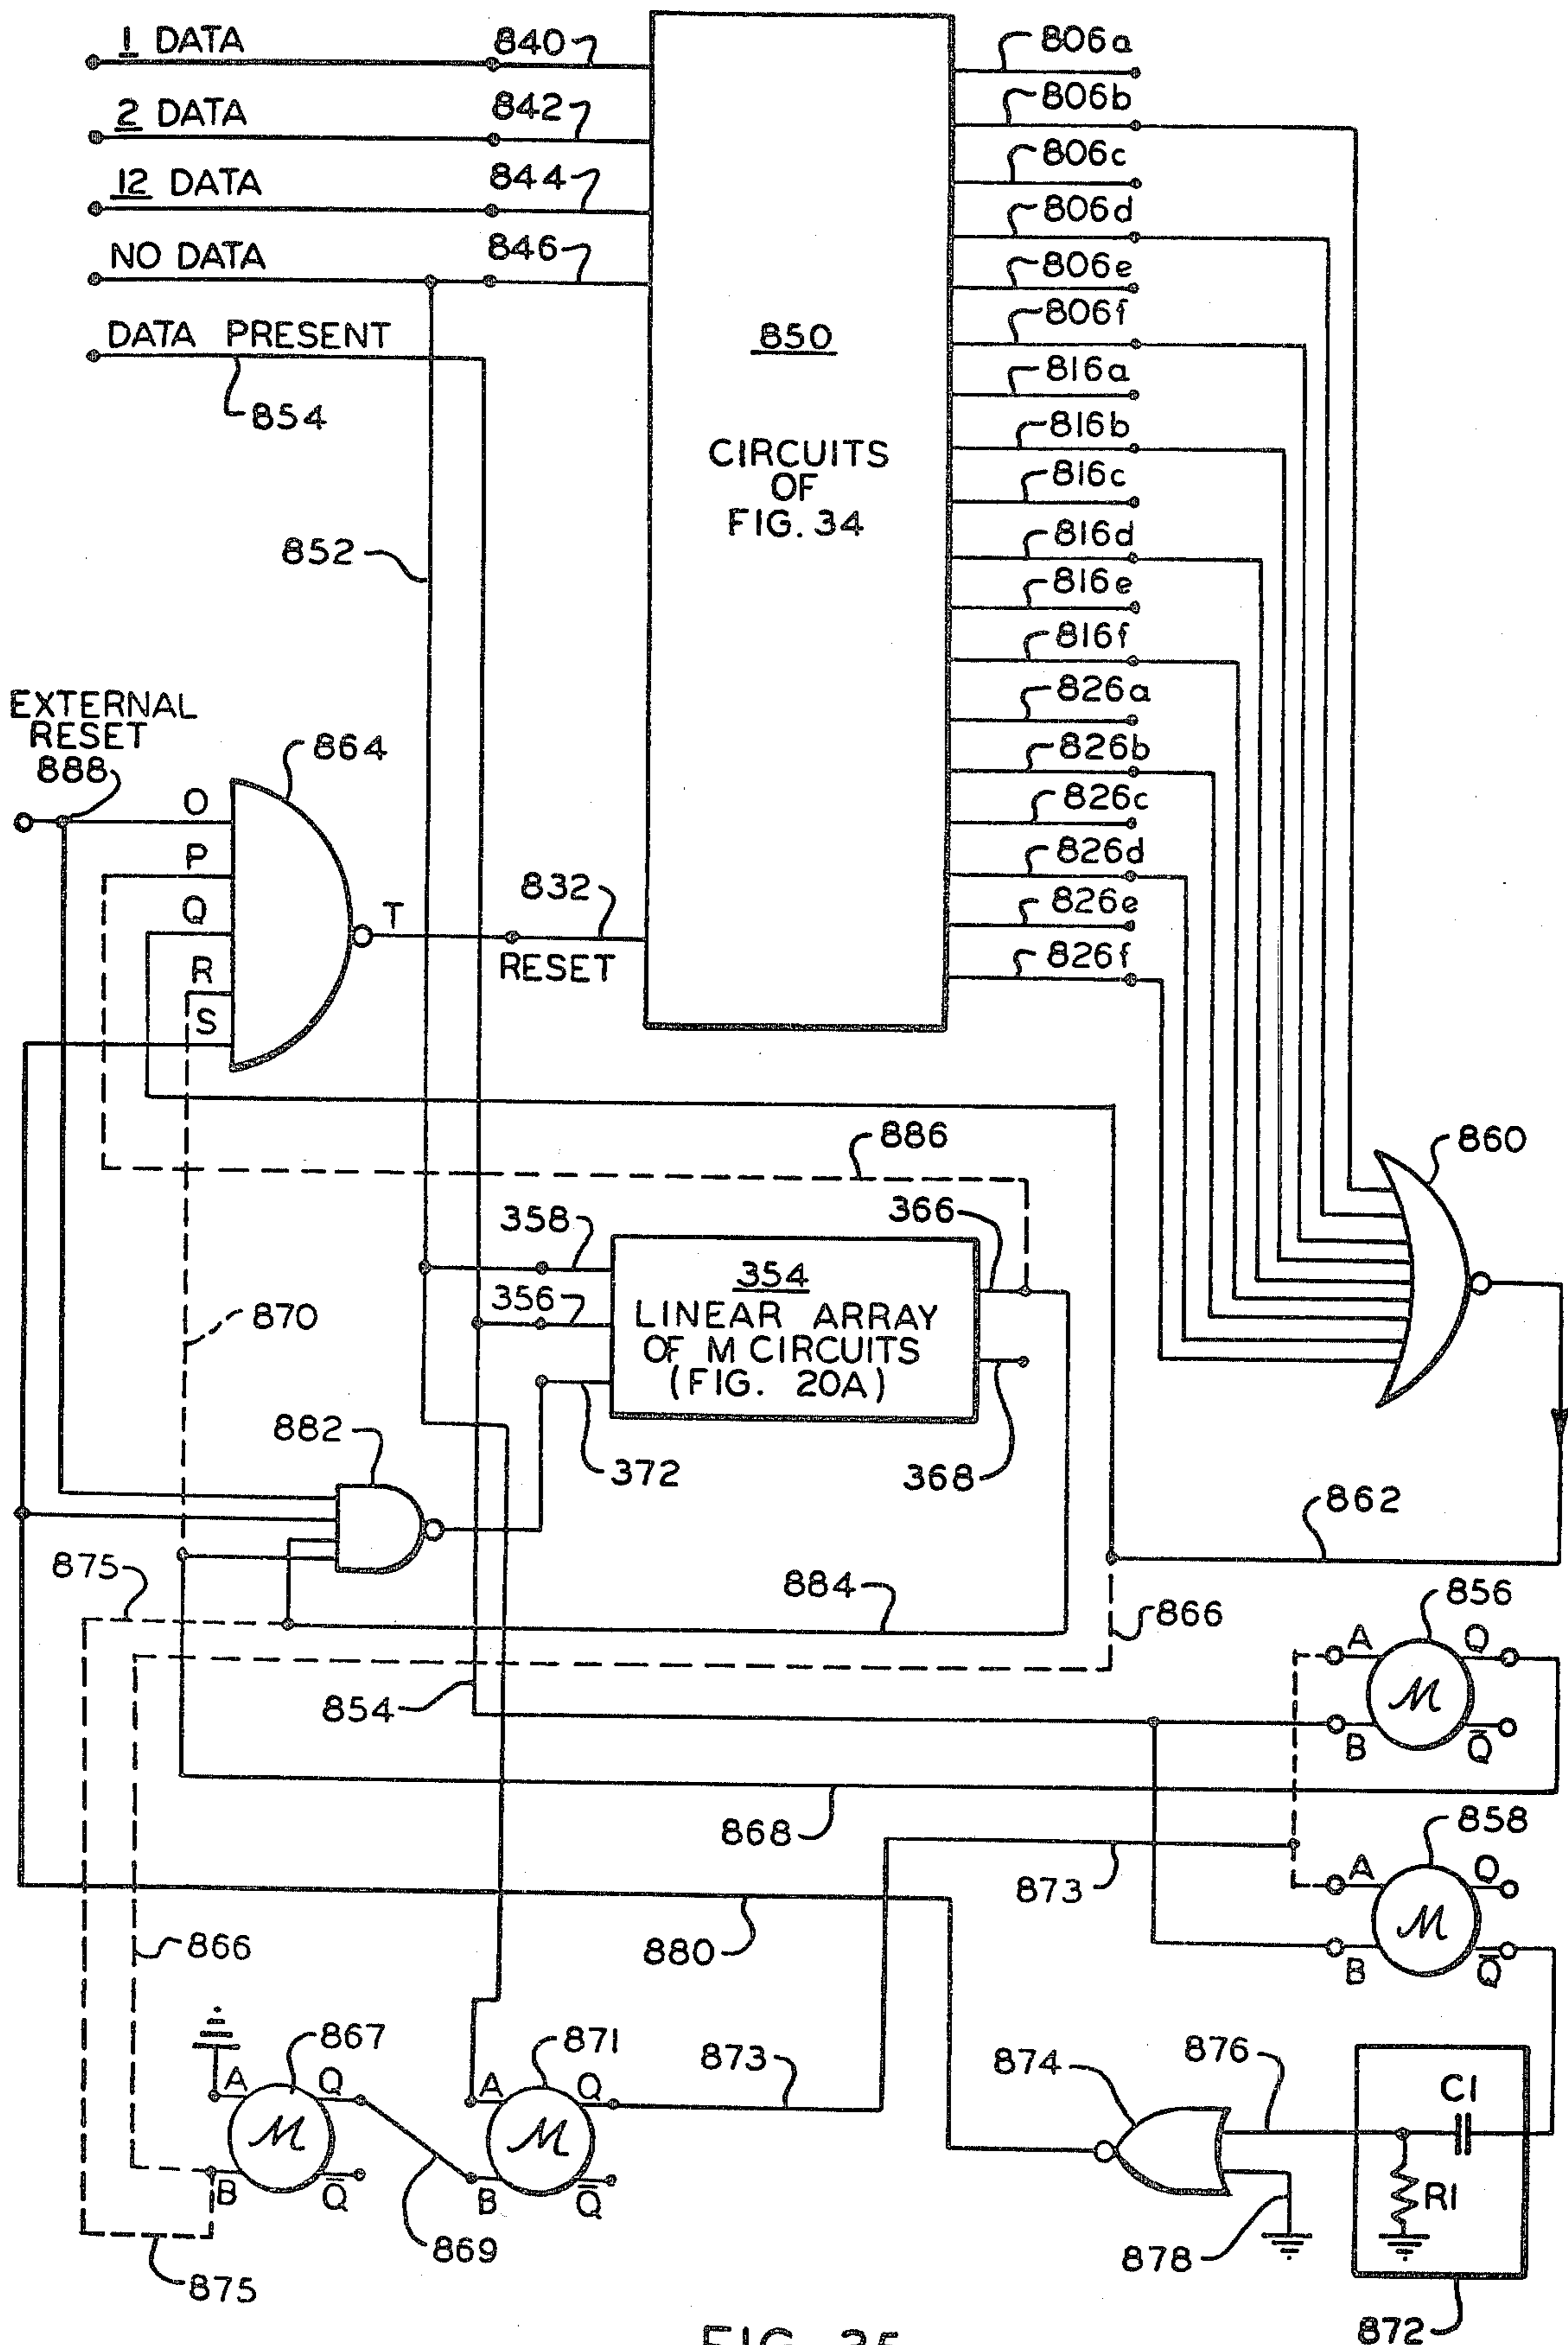 1 DATA
840
2 DATA
842
12 DATA
844
NO DATA
846
DATA PRESENT
854
852
850
CIRCUITS
OF
FIG. 34
806a
806b
806c
806d
806e
806f
816a
816b
816c
816d
816e
816f
826a
826b
826c
826d
826e
826f
EXTERNAL
RESET
888
864
O
P
Q
R
S
T
832
RESET
860
886
358
356
354
LINEAR ARRAY
OF M CIRCUITS
(FIG. 20A)
366
368
372
870
882
862
875
884
866
856
A
Q
M
B
Q̅
854
868
858
A
Q
M
B
Q̅
873
880
866
867
A
Q
M
B
Q̅
869
875
871
A
Q
M
B
Q̅
873
874
876
878
C1
R1
872
FIG. 35